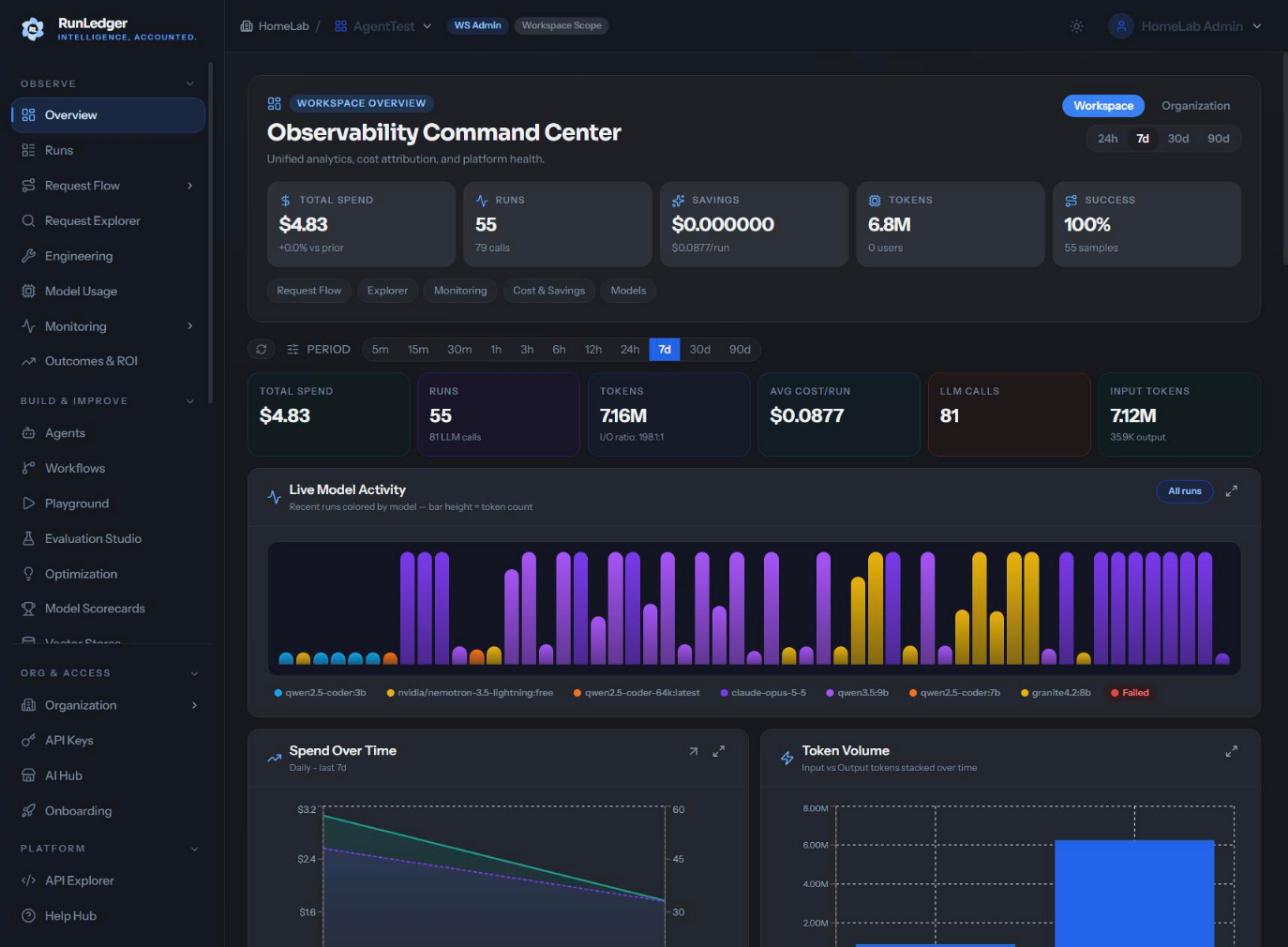 RunLedger
INTELLIGENCE, ACCOUNTED.
OBSERVE
Overview
Runs
Request Flow
Request Explorer
Engineering
Model Usage
Monitoring
Outcomes & ROI
BUILD & IMPROVE
Agents
Workflows
Playground
Evaluation Studio
Optimization
Model Scorecards
Vector Stores
ORG & ACCESS
Organization
API Keys
AI Hub
Onboarding
PLATFORM
API Explorer
Help Hub
HomeLab / AgentTest WS Admin Workspace Scope
HomeLab Admin
WORKSPACE OVERVIEW
Workspace Organization
Observability Command Center
24h 7d 30d 90d
Unified analytics, cost attribution, and platform health.
TOTAL SPEND
$4.83
+0.0% vs prior
RUNS
55
79 calls
SAVINGS
$0.000000
$0.0877/run
TOKENS
6.8M
0 users
SUCCESS
100%
55 samples
Request Flow Explorer Monitoring Cost & Savings Models
PERIOD 5m 15m 30m 1h 3h 6h 12h 24h 7d 30d 90d
TOTAL SPEND
$4.83
RUNS
55
81 LLM calls
TOKENS
7.16M
I/O ratio: 198.1:1
AVG COST/RUN
$0.0877
LLM CALLS
81
INPUT TOKENS
7.12M
35.9K output
Live Model Activity
All runs
Recent runs colored by model — bar height = token count
qwen2.5-coder:3b nvidia/nemotron-3.5-lightning:free qwen2.5-coder-64k:latest claude-opus-5-5 qwen3.5:9b qwen2.5-coder:7b granite4.2:8b Failed
Spend Over Time
Daily - last 7d
$3.2
$2.4
$1.6
60
45
30
Token Volume
Input vs Output tokens stacked over time
8.00M
6.00M
4.00M
2.00M